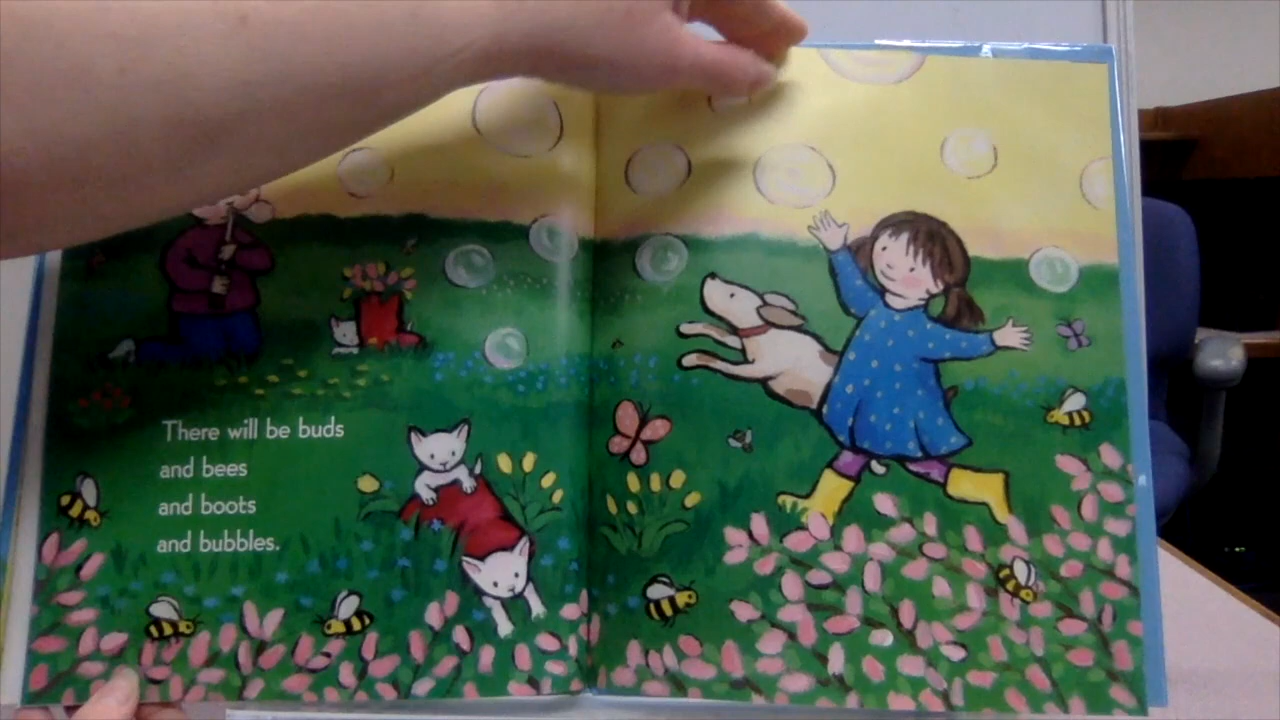 There will be buds
and bees
and boots
and bubbles.